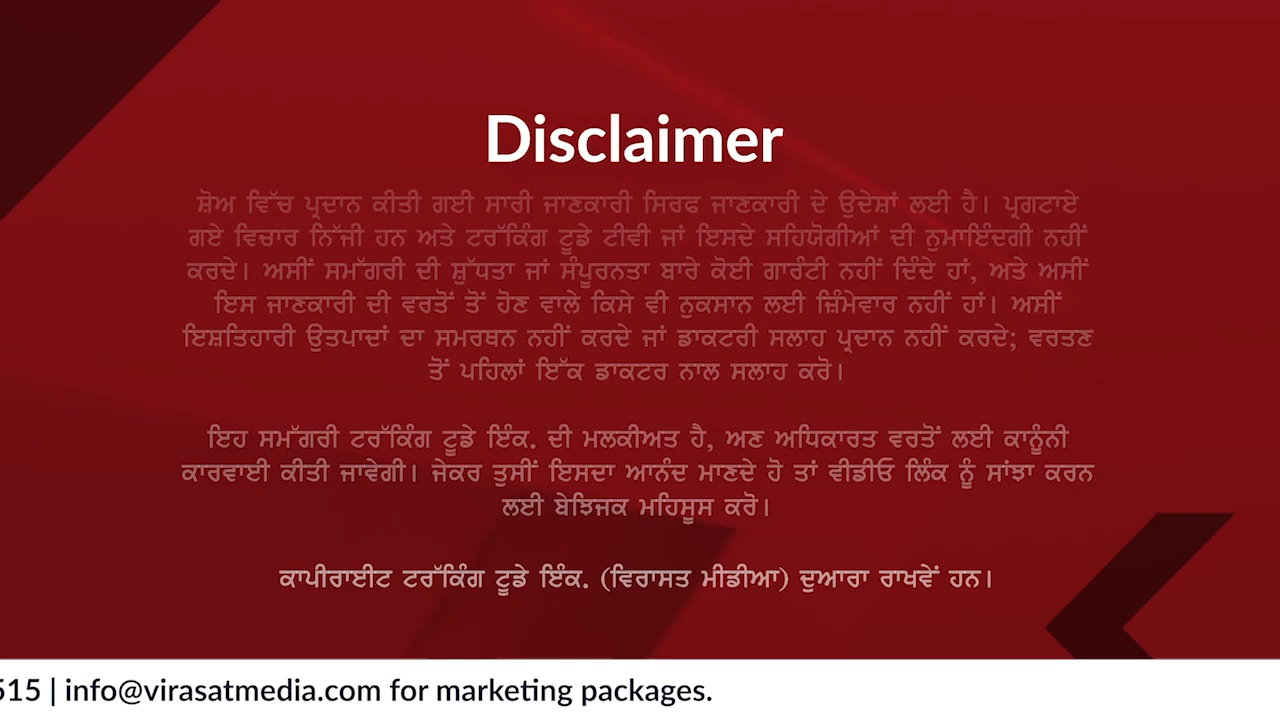 Disclaimer
ਸ਼ੋਅ ਵਿੱਚ ਪ੍ਰਦਾਨ ਕੀਤੀ ਗਈ ਸਾਰੀ ਜਾਣਕਾਰੀ ਸਿਰਫ ਜਾਣਕਾਰੀ ਦੇ ਉਦੇਸ਼ਾਂ ਲਈ ਹੈ। ਪ੍ਰਗਟਾਏ
ਗਏ ਵਿਚਾਰ ਨਿੱਜੀ ਹਨ ਅਤੇ ਟਰੱਕਿੰਗ ਟੂਡੇ ਟੀਵੀ ਜਾਂ ਇਸਦੇ ਸਹਿਯੋਗੀਆਂ ਦੀ ਨੁਮਾਇੰਦਗੀ ਨਹੀਂ
ਕਰਦੇ। ਅਸੀਂ ਸਮੱਗਰੀ ਦੀ ਸ਼ੁੱਧਤਾ ਜਾਂ ਸੰਪੂਰਨਤਾ ਬਾਰੇ ਕੋਈ ਗਾਰੰਟੀ ਨਹੀਂ ਦਿੰਦੇ ਹਾਂ, ਅਤੇ ਅਸੀਂ
ਇਸ ਜਾਣਕਾਰੀ ਦੀ ਵਰਤੋਂ ਤੋਂ ਹੋਣ ਵਾਲੇ ਕਿਸੇ ਵੀ ਨੁਕਸਾਨ ਲਈ ਜ਼ਿੰਮੇਵਾਰ ਨਹੀਂ ਹਾਂ। ਅਸੀਂ
ਇਸ਼ਤਿਹਾਰੀ ਉਤਪਾਦਾਂ ਦਾ ਸਮਰਥਨ ਨਹੀਂ ਕਰਦੇ ਜਾਂ ਡਾਕਟਰੀ ਸਲਾਹ ਪ੍ਰਦਾਨ ਨਹੀਂ ਕਰਦੇ; ਵਰਤਣ
ਤੋਂ ਪਹਿਲਾਂ ਇੱਕ ਡਾਕਟਰ ਨਾਲ ਸਲਾਹ ਕਰੋ।
ਇਹ ਸਮੱਗਰੀ ਟਰੱਕਿੰਗ ਟੂਡੇ ਇੰਕ. ਦੀ ਮਲਕੀਅਤ ਹੈ, ਅਣ ਅਧਿਕਾਰਤ ਵਰਤੋਂ ਲਈ ਕਾਨੂੰਨੀ
ਕਾਰਵਾਈ ਕੀਤੀ ਜਾਵੇਗੀ। ਜੇਕਰ ਤੁਸੀਂ ਇਸਦਾ ਆਨੰਦ ਮਾਣਦੇ ਹੋ ਤਾਂ ਵੀਡੀਓ ਲਿੰਕ ਨੂੰ ਸਾਂਝਾ ਕਰਨ
ਲਈ ਬੇਝਿਜਕ ਮਹਿਸੂਸ ਕਰੋ।
ਕਾਪੀਰਾਈਟ ਟਰੱਕਿੰਗ ਟੂਡੇ ਇੰਕ. (ਵਿਰਾਸਤ ਮੀਡੀਆ) ਦੁਆਰਾ ਰਾਖਵੇਂ ਹਨ।
515 | info@virasatmedia.com for marketing packages.